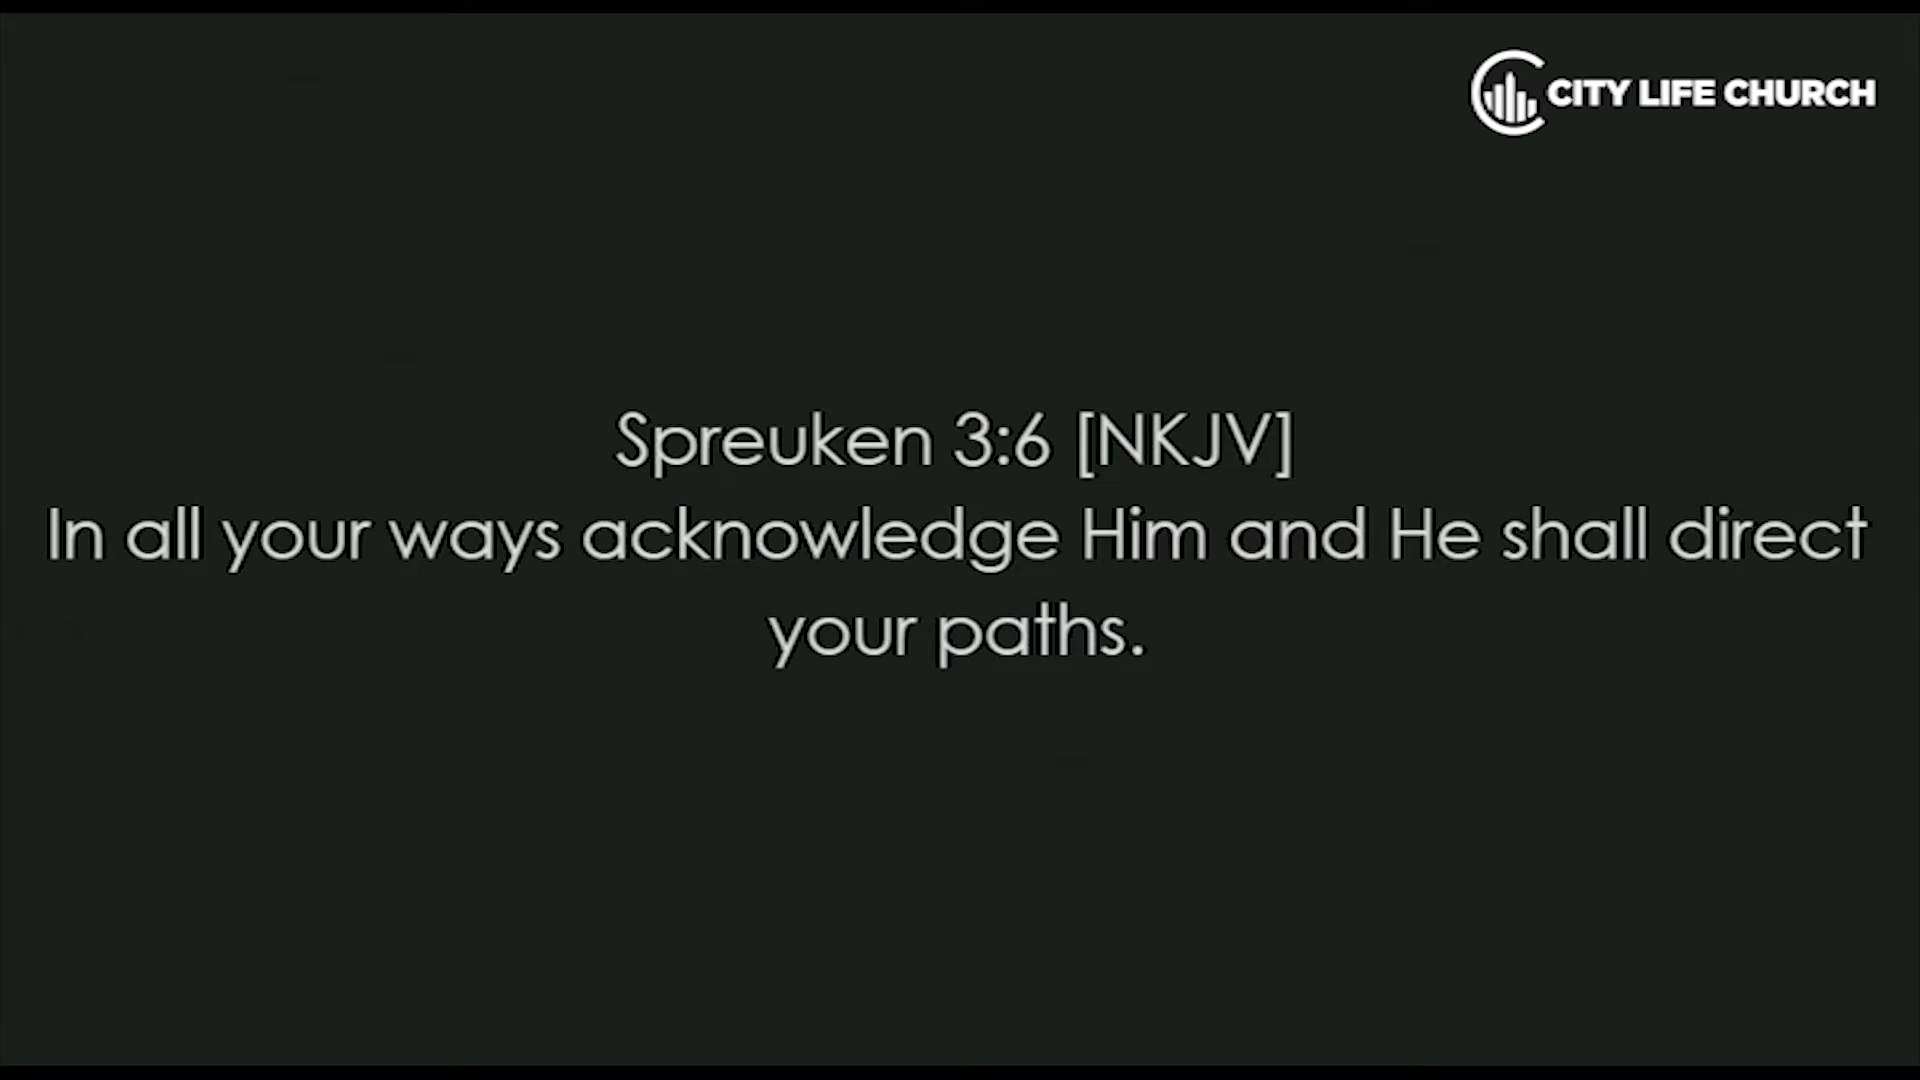 CITY LIFE CHURCH
Spreuken 3:6 [NKJV]
In all your ways acknowledge Him and He shall direct
your paths.